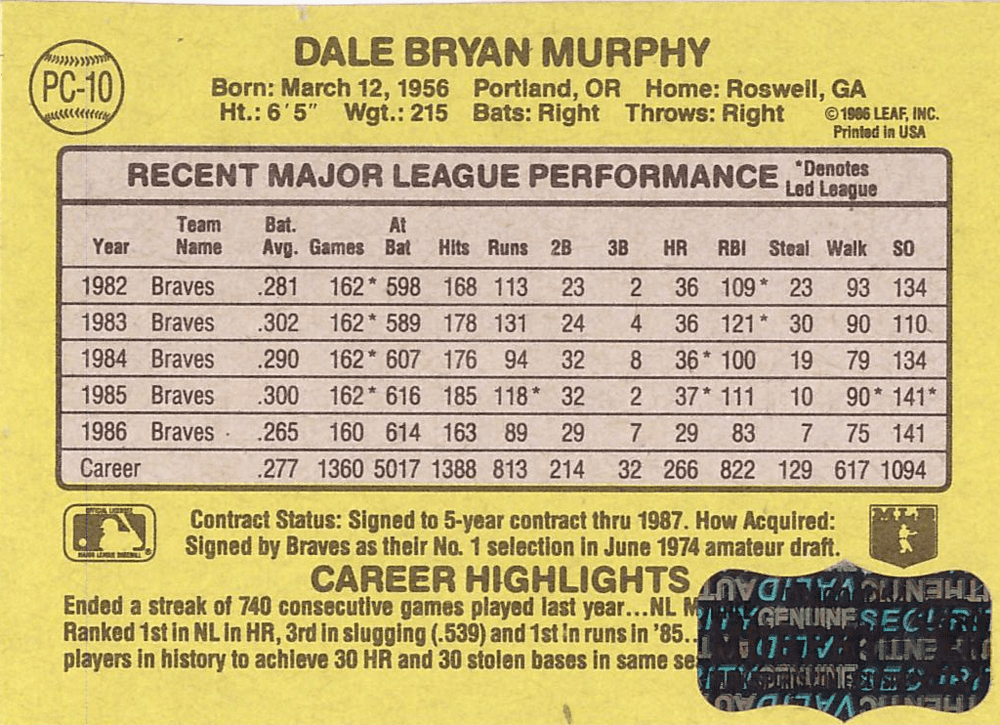 PC-10
DALE BRYAN MURPHY
Born: March 12, 1956 Portland, OR Home: Roswell, GA
Ht.: 6'5" Wgt.: 215 Bats: Right Throws: Right
©1986 LEAF, INC.
Printed in USA
RECENT MAJOR LEAGUE PERFORMANCE *Denotes Led League
Year Team Name Bat. Avg. Games At Bat Hits Runs 2B 3B HR RBI Steal Walk SO
1982 Braves .281 162* 598 168 113 23 2 36 109* 23 93 134
1983 Braves .302 162* 589 178 131 24 4 36 121* 30 90 110
1984 Braves .290 162* 607 176 94 32 8 36* 100 19 79 134
1985 Braves .300 162* 616 185 118* 32 2 37* 111 10 90* 141*
1986 Braves .265 160 614 163 89 29 7 29 83 7 75 141
Career .277 1360 5017 1388 813 214 32 266 822 129 617 1094
Contract Status: Signed to 5-year contract thru 1987. How Acquired:
Signed by Braves as their No. 1 selection in June 1974 amateur draft.
CAREER HIGHLIGHTS
Ended a streak of 740 consecutive games played last year...NL M
Ranked 1st in NL in HR, 3rd in slugging (.539) and 1st in runs in '85..
players in history to achieve 30 HR and 30 stolen bases in same se
GENUINE SECURI